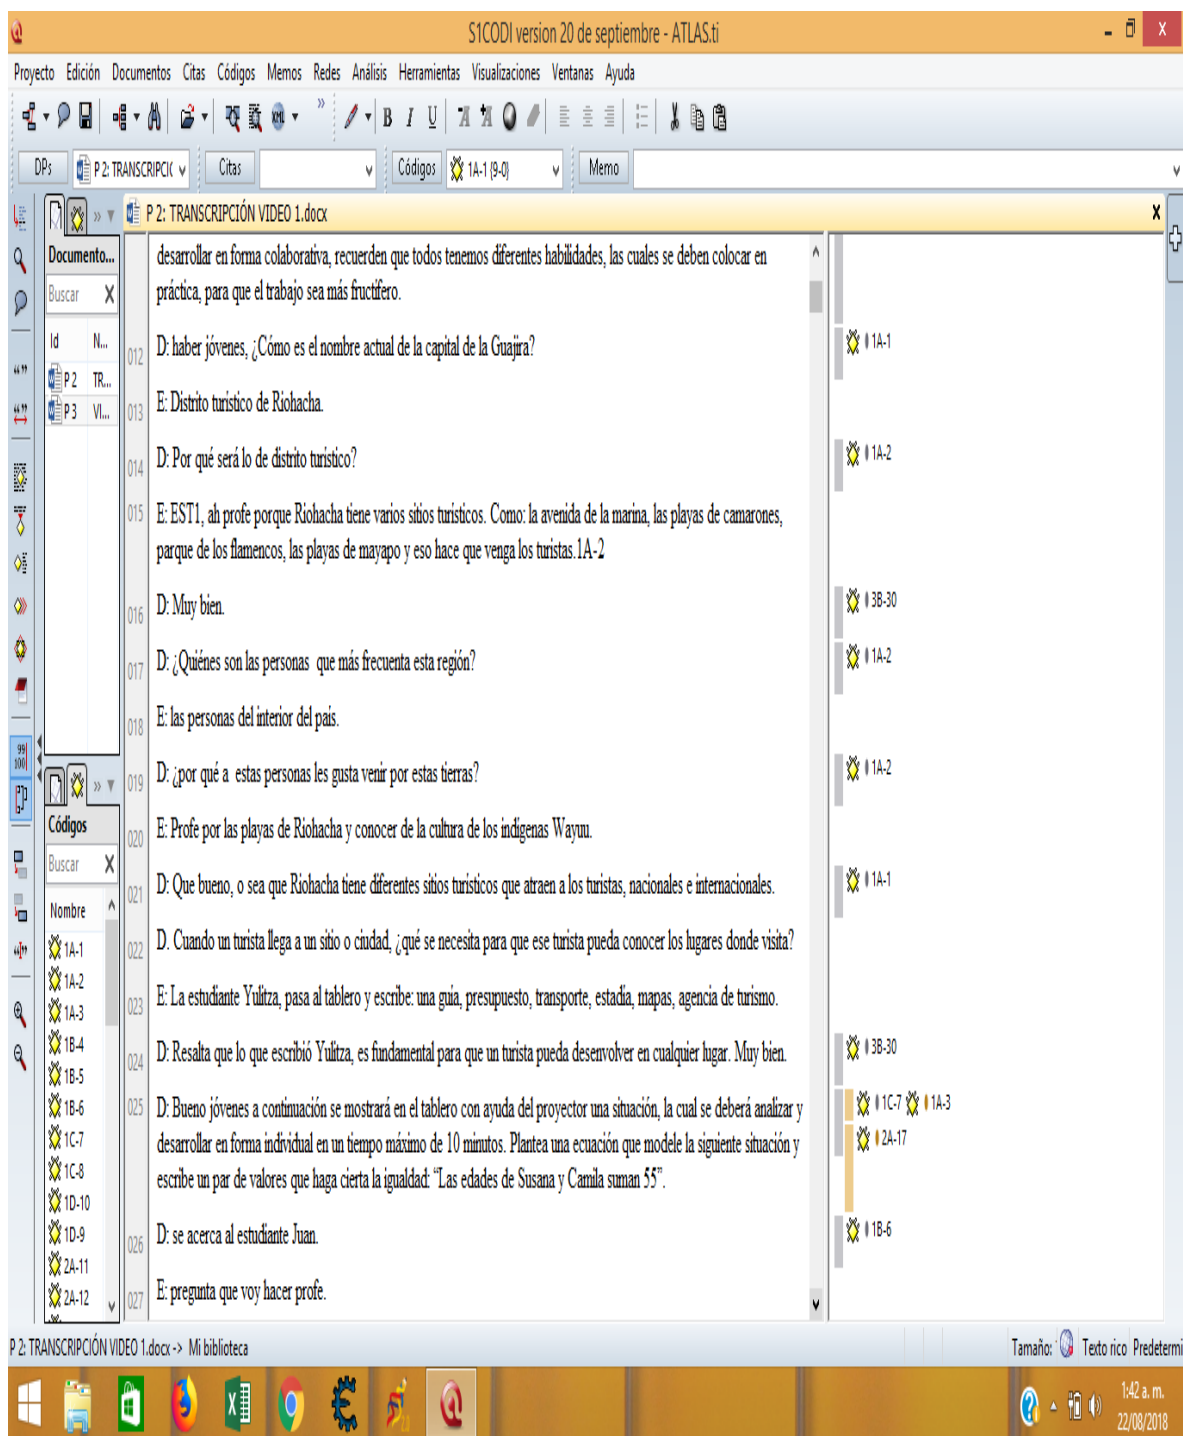 S1CODI version 20 de septiembre - ATLAS.ti
Proyecto Edición Documentos Citas Códigos Memos Redes Análisis Herramientas Visualizaciones Ventanas Ayuda
B I U A A
DPs P 2: TRANSCRIPCIÓ Citas Códigos 1A-1 {9-0} Memo
P 2: TRANSCRIPCIÓN VIDEO 1.docx
Documento...
Buscar
Id N...
P 2 TR...
P 3 VI...
desarrollar en forma colaborativa, recuerden que todos tenemos diferentes habilidades, las cuales se deben colocar en
práctica, para que el trabajo sea más fructífero.
012 D: haber jóvenes, ¿Cómo es el nombre actual de la capital de la Guajira? 1A-1
013 E: Distrito turistico de Riohacha.
014 D: Por qué será lo de distrito turistico? 1A-2
015 E: EST1, ah profe porque Riohacha tiene varios sitios turísticos. Como: la avenida de la marina, las playas de camarones,
parque de los flamencos, las playas de mayapo y eso hace que venga los turistas.1A-2
016 D: Muy bien. 3B-30
017 D: ¿Quiénes son las personas que más frecuenta esta región? 1A-2
018 E: las personas del interior del país.
019 D: ¿por qué a estas personas les gusta venir por estas tierras? 1A-2
020 E: Profe por las playas de Riohacha y conocer de la cultura de los indígenas Wayuu.
021 D: Que bueno, o sea que Riohacha tiene diferentes sitios turísticos que atraen a los turistas, nacionales e internacionales. 1A-1
022 D. Cuando un turista llega a un sitio o ciudad, ¿qué se necesita para que ese turista pueda conocer los lugares donde visita?
023 E: La estudiante Yulitza, pasa al tablero y escribe: una guía, presupuesto, transporte, estadía, mapas, agencia de turismo.
024 D: Resalta que lo que escribió Yulitza, es fundamental para que un turista pueda desenvolver en cualquier lugar. Muy bien. 3B-30
025 D: Bueno jóvenes a continuación se mostrará en el tablero con ayuda del proyector una situación, la cual se deberá analizar y 1C-7 1A-3
desarrollar en forma individual en un tiempo máximo de 10 minutos. Plantea una ecuación que modele la siguiente situación y 2A-17
escribe un par de valores que haga cierta la igualdad: “Las edades de Susana y Camila suman 55”.
026 D: se acerca al estudiante Juan. 1B-6
027 E: pregunta que voy hacer profe.
Códigos
Buscar
Nombre
1A-1
1A-2
1A-3
1B-4
1B-5
1B-6
1C-7
1C-8
1D-10
1D-9
2A-11
2A-12
P 2: TRANSCRIPCIÓN VIDEO 1.docx -> Mi biblioteca Tamaño: Texto rico Predetermi
1:42 a. m.
22/08/2018